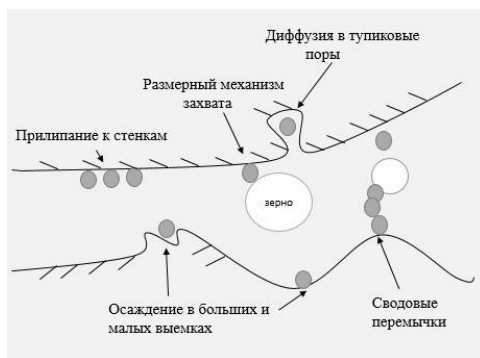 Диффузия в тупиковые
поры
Размерный механизм
захвата
Прилипание к стенкам
зерно
Осаждение в больших и
малых выемках
Сводовые
перемычки